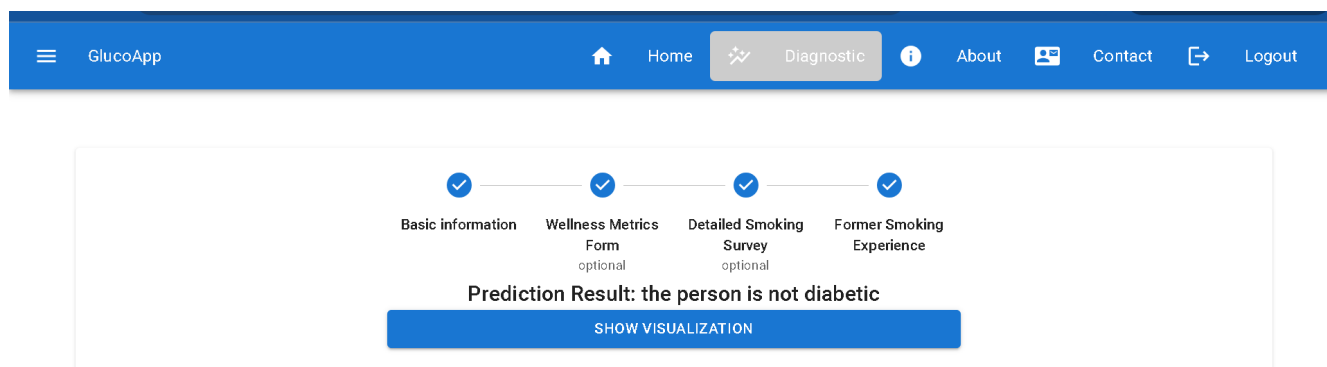 GlucoApp Home Diagnostic About Contact Logout
Basic information
Wellness Metrics Form
optional
Detailed Smoking Survey
optional
Former Smoking Experience
Prediction Result: the person is not diabetic
SHOW VISUALIZATION